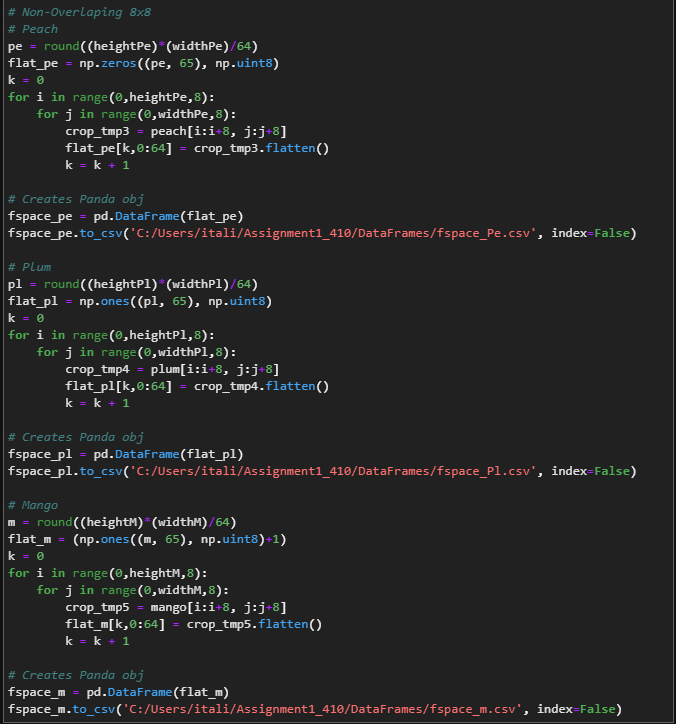 # Non-Overlaping 8x8
# Peach
pe = round((heightPe)*(widthPe)/64)
flat_pe = np.zeros((pe, 65), np.uint8)
k = 0
for i in range(0,heightPe,8):
    for j in range(0,widthPe,8):
        crop_tmp3 = peach[i:i+8, j:j+8]
        flat_pe[k,0:64] = crop_tmp3.flatten()
        k = k + 1

# Creates Panda obj
fspace_pe = pd.DataFrame(flat_pe)
fspace_pe.to_csv('C:/Users/itali/Assignment1_410/DataFrames/fspace_Pe.csv', index=False)

# Plum
pl = round((heightPl)*(widthPl)/64)
flat_pl = np.ones((pl, 65), np.uint8)
k = 0
for i in range(0,heightPl,8):
    for j in range(0,widthPl,8):
        crop_tmp4 = plum[i:i+8, j:j+8]
        flat_pl[k,0:64] = crop_tmp4.flatten()
        k = k + 1

# Creates Panda obj
fspace_pl = pd.DataFrame(flat_pl)
fspace_pl.to_csv('C:/Users/itali/Assignment1_410/DataFrames/fspace_Pl.csv', index=False)

# Mango
m = round((heightM)*(widthM)/64)
flat_m = (np.ones((m, 65), np.uint8)+1)
k = 0
for i in range(0,heightM,8):
    for j in range(0,widthM,8):
        crop_tmp5 = mango[i:i+8, j:j+8]
        flat_m[k,0:64] = crop_tmp5.flatten()
        k = k + 1

# Creates Panda obj
fspace_m = pd.DataFrame(flat_m)
fspace_m.to_csv('C:/Users/itali/Assignment1_410/DataFrames/fspace_m.csv', index=False)